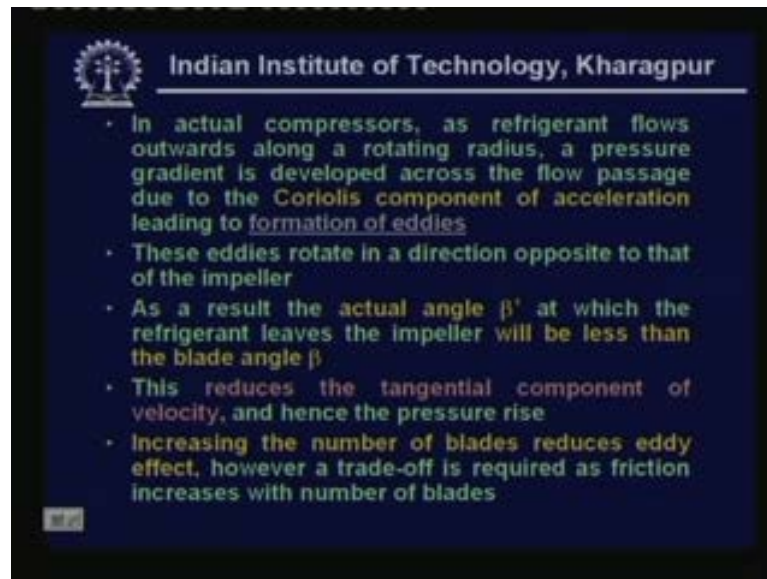 Indian Institute of Technology, Kharagpur
• In actual compressors, as refrigerant flows
outwards along a rotating radius, a pressure
gradient is developed across the flow passage
due to the Coriolis component of acceleration
leading to formation of eddies
• These eddies rotate in a direction opposite to that
of the impeller
• As a result the actual angle β' at which the
refrigerant leaves the impeller will be less than
the blade angle β
• This reduces the tangential component of
velocity, and hence the pressure rise
• Increasing the number of blades reduces eddy
effect, however a trade-off is required as friction
increases with number of blades